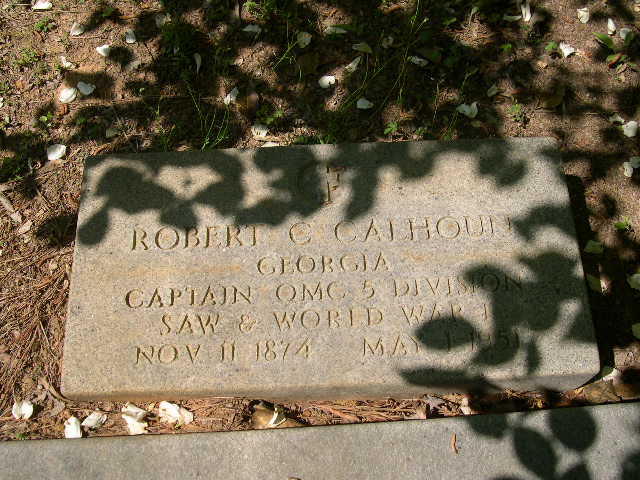 ROBERT C CALHOUN
GEORGIA
CAPTAIN QMC 5 DIVISION
SAW & WORLD WAR I
NOV 11 1874 MAY 1 1951